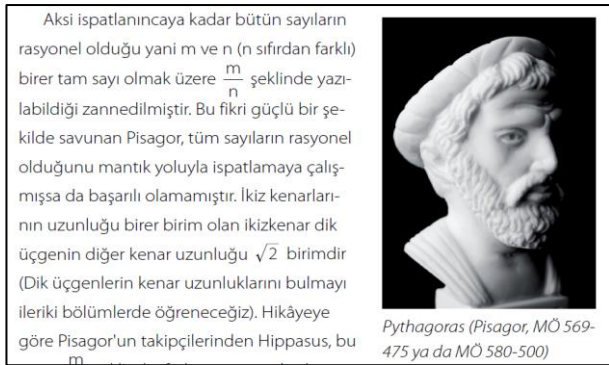 Aksi ispatlanıncaya kadar bütün sayıların
rasyonel olduğu yani m ve n (n sıfırdan farklı)
birer tam sayı olmak üzere m/n şeklinde yazı-
labildiği zannedilmiştir. Bu fikri güçlü bir şe-
kilde savunan Pisagor, tüm sayıların rasyonel
olduğunu mantık yoluyla ispatlamaya çalış-
mışsa da başarılı olamamıştır. İkiz kenarları-
nın uzunluğu birer birim olan ikizkenar dik
üçgenin diğer kenar uzunluğu √2 birimdir
(Dik üçgenlerin kenar uzunluklarını bulmayı
ileriki bölümlerde öğreneceğiz). Hikâyeye
göre Pisagor'un takipçilerinden Hippasus, bu
m
Pythagoras (Pisagor, MÖ 569-
475 ya da MÖ 580-500)